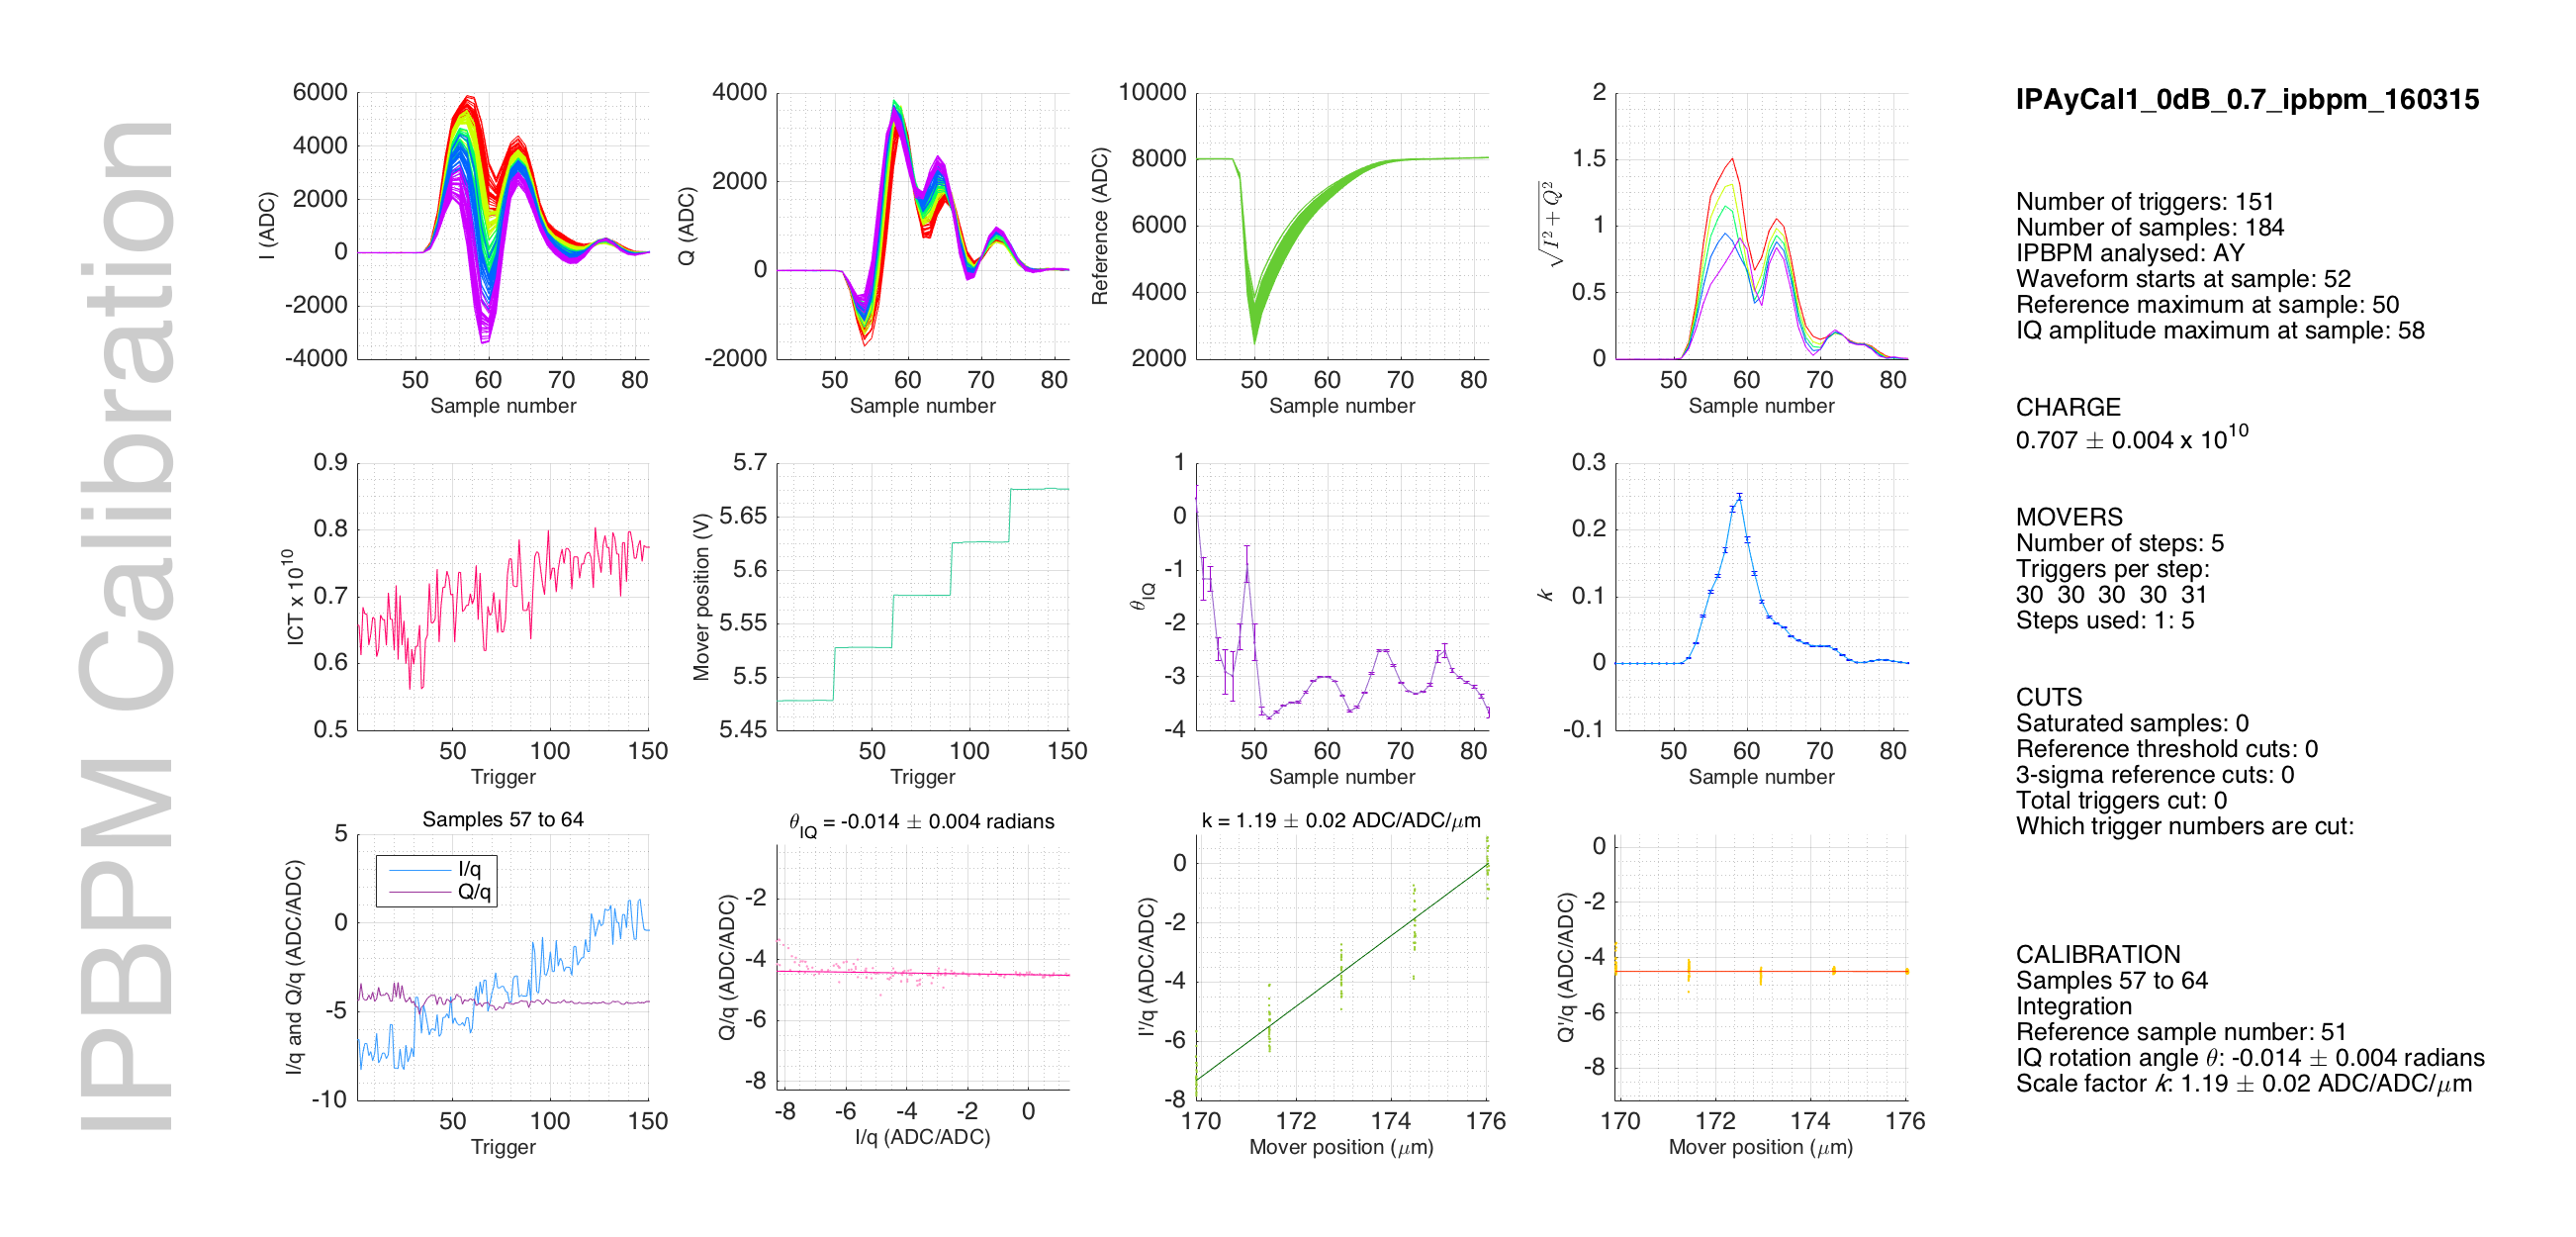 IPBPM Calibration
6000
4000
2000
0
-2000
-4000
I (ADC)
50 60 70 80
Sample number
4000
2000
0
-2000
Q (ADC)
50 60 70 80
Sample number
10000
8000
6000
4000
2000
Reference (ADC)
50 60 70 80
Sample number
2
1.5
1
0.5
0
√I² + Q²
50 60 70 80
Sample number
0.9
0.8
0.7
0.6
0.5
ICT x 10¹⁰
50 100 150
Trigger
5.7
5.65
5.6
5.55
5.5
5.45
Mover position (V)
50 100 150
Trigger
1
0
-1
-2
-3
-4
θIQ
50 60 70 80
Sample number
0.3
0.2
0.1
0
-0.1
k
50 60 70 80
Sample number
Samples 57 to 64
5
0
-5
-10
I/q and Q/q (ADC/ADC)
I/q
Q/q
50 100 150
Trigger
θIQ = -0.014 ± 0.004 radians
-2
-4
-6
-8
Q/q (ADC/ADC)
-8 -6 -4 -2 0
I/q (ADC/ADC)
k = 1.19 ± 0.02 ADC/ADC/μm
0
-2
-4
-6
-8
I'/q (ADC/ADC)
170 172 174 176
Mover position (μm)
0
-2
-4
-6
-8
Q'/q (ADC/ADC)
170 172 174 176
Mover position (μm)
IPAyCal1_0dB_0.7_ipbpm_160315
Number of triggers: 151
Number of samples: 184
IPBPM analysed: AY
Waveform starts at sample: 52
Reference maximum at sample: 50
IQ amplitude maximum at sample: 58
CHARGE
0.707 ± 0.004 x 10¹⁰
MOVERS
Number of steps: 5
Triggers per step:
30 30 30 30 31
Steps used: 1: 5
CUTS
Saturated samples: 0
Reference threshold cuts: 0
3-sigma reference cuts: 0
Total triggers cut: 0
Which trigger numbers are cut:
CALIBRATION
Samples 57 to 64
Integration
Reference sample number: 51
IQ rotation angle θ: -0.014 ± 0.004 radians
Scale factor k: 1.19 ± 0.02 ADC/ADC/μm